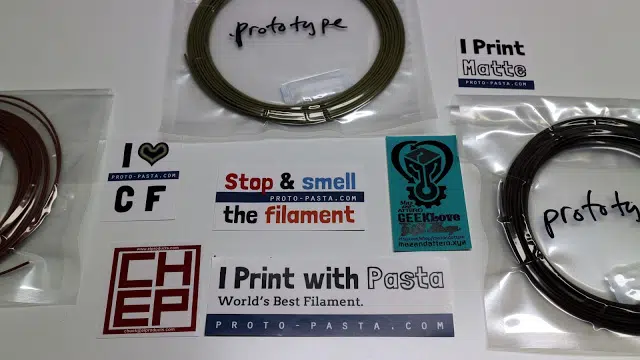 prototype
I Print
Matte
PROTO-PASTA.COM
I
PROTO-PASTA.COM
C F
Stop & smell
PROTO-PASTA.COM
the filament
GEEKLove
prototyp
CH
EP
I Print with Pasta
World's Best Filament.
PROTO-PASTA.COM